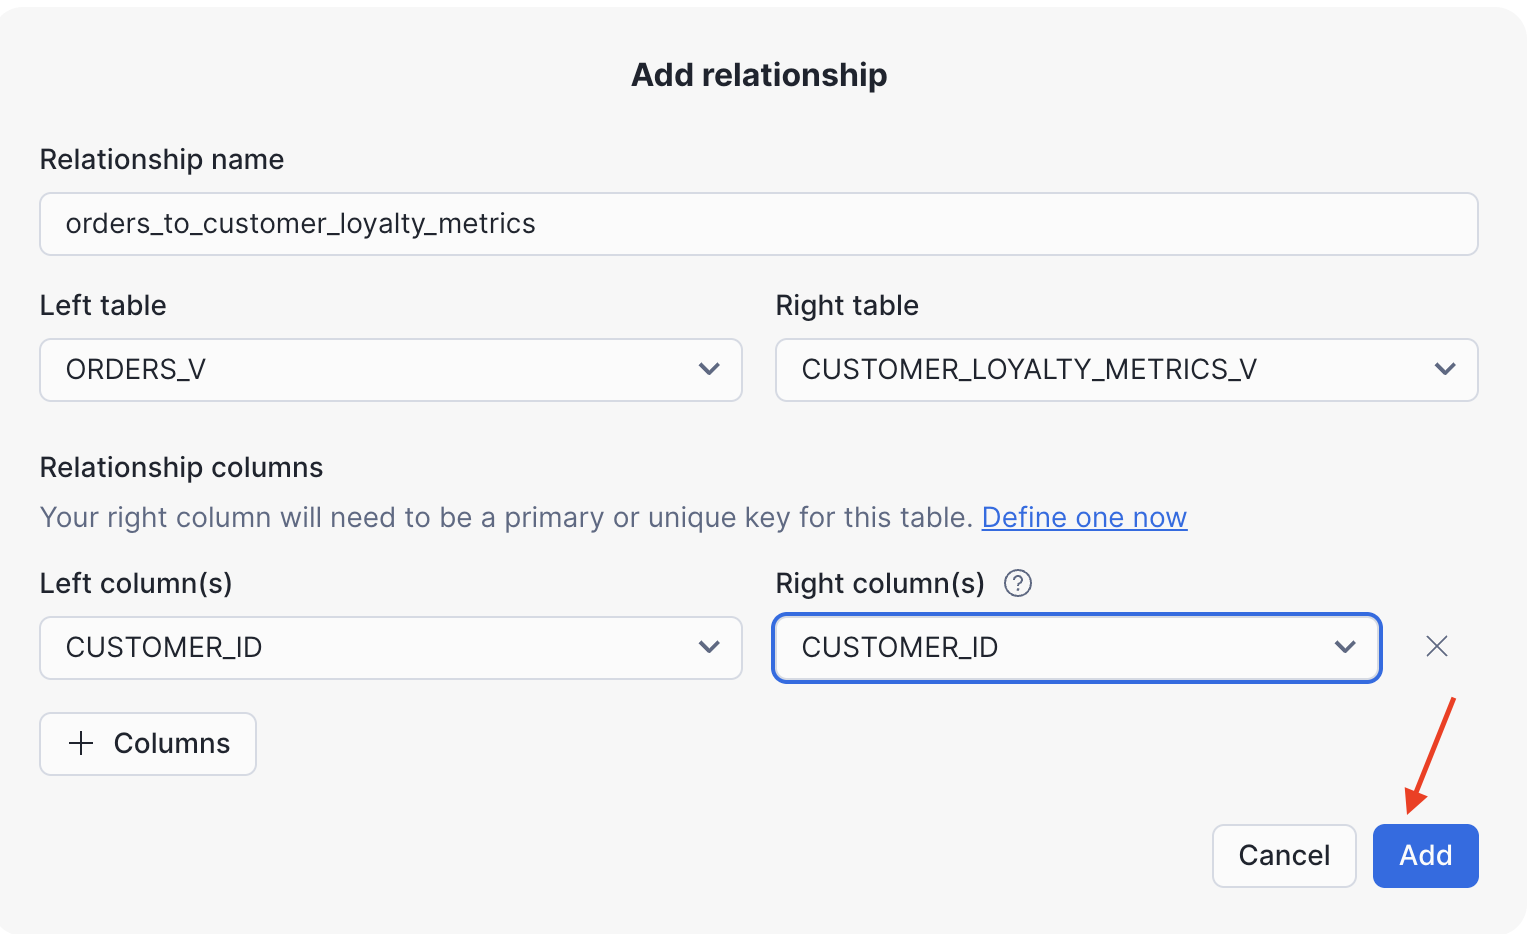 Add relationship
Relationship name
orders_to_customer_loyalty_metrics
Left table
Right table
ORDERS_V
CUSTOMER_LOYALTY_METRICS_V
Relationship columns
Your right column will need to be a primary or unique key for this table. Define one now
Left column(s)
Right column(s) ?
CUSTOMER_ID
CUSTOMER_ID
+ Columns
Cancel
Add